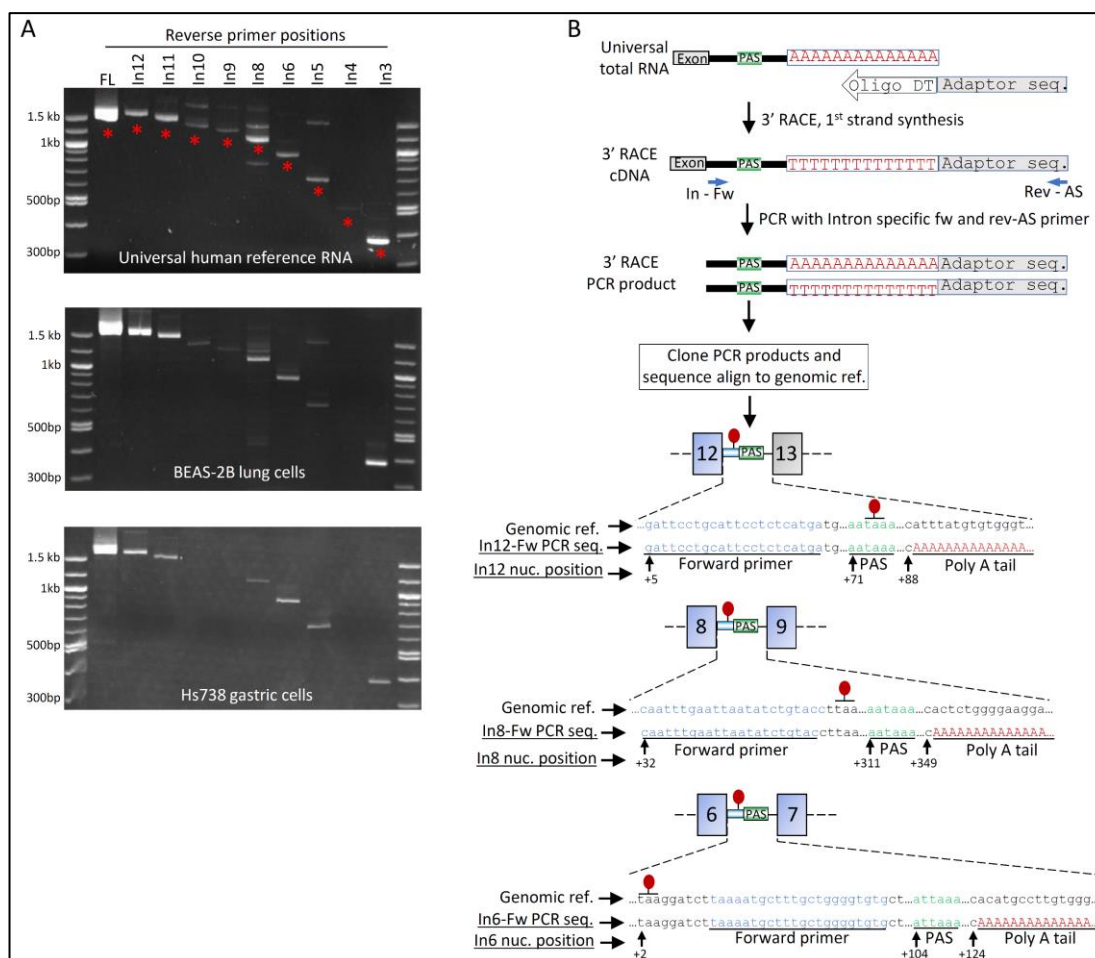 A
Reverse primer positions
FL In12 In11 In10 In9 In8 In6 In5 In4 In3
1.5 kb
1kb
500bp
300bp
* * * * * * * * * *
Universal human reference RNA
1.5 kb
1kb
500bp
300bp
BEAS-2B lung cells
1.5 kb
1kb
500bp
300bp
Hs738 gastric cells
B
Universal total RNA
Exon PAS AAAAAAAAAAAAAA
Oligo DT Adaptor seq.
3’ RACE, 1st strand synthesis
3’ RACE cDNA
Exon PAS TTTTTTTTTTTTTT Adaptor seq.
In - Fw Rev - AS
PCR with Intron specific fw and rev-AS primer
3’ RACE PCR product
PAS AAAAAAAAAAAAAA Adaptor seq.
PAS TTTTTTTTTTTTTT Adaptor seq.
Clone PCR products and
sequence align to genomic ref.
12 PAS 13
Genomic ref. …gattcctgcattcctctcatgatg…aataaa…catttatgtgtgggt…
In12-Fw PCR seq. gattcctgcattcctctcatgatg…aataaa…cAAAAAAAAAAAAAA…
Forward primer PAS Poly A tail
In12 nuc. position +5 +71 +88
8 PAS 9
Genomic ref. …caatttgaattaatatctgtaccttaa…aataaa…cactctggggaagga…
In8-Fw PCR seq. caatttgaattaatatctgtaccttaa…aataaa…cAAAAAAAAAAAAAA…
Forward primer PAS Poly A tail
In8 nuc. position +32 +311 +349
6 PAS 7
Genomic ref. …taaggatcttaaaatgctttgctggggtgtgct…attaaa…cacatgccttgtggg…
In6-Fw PCR seq. …taaggatcttaaaatgctttgctggggtgtgct…attaaa…cAAAAAAAAAAAAAA…
Forward primer PAS Poly A tail
In6 nuc. position +2 +104 +124